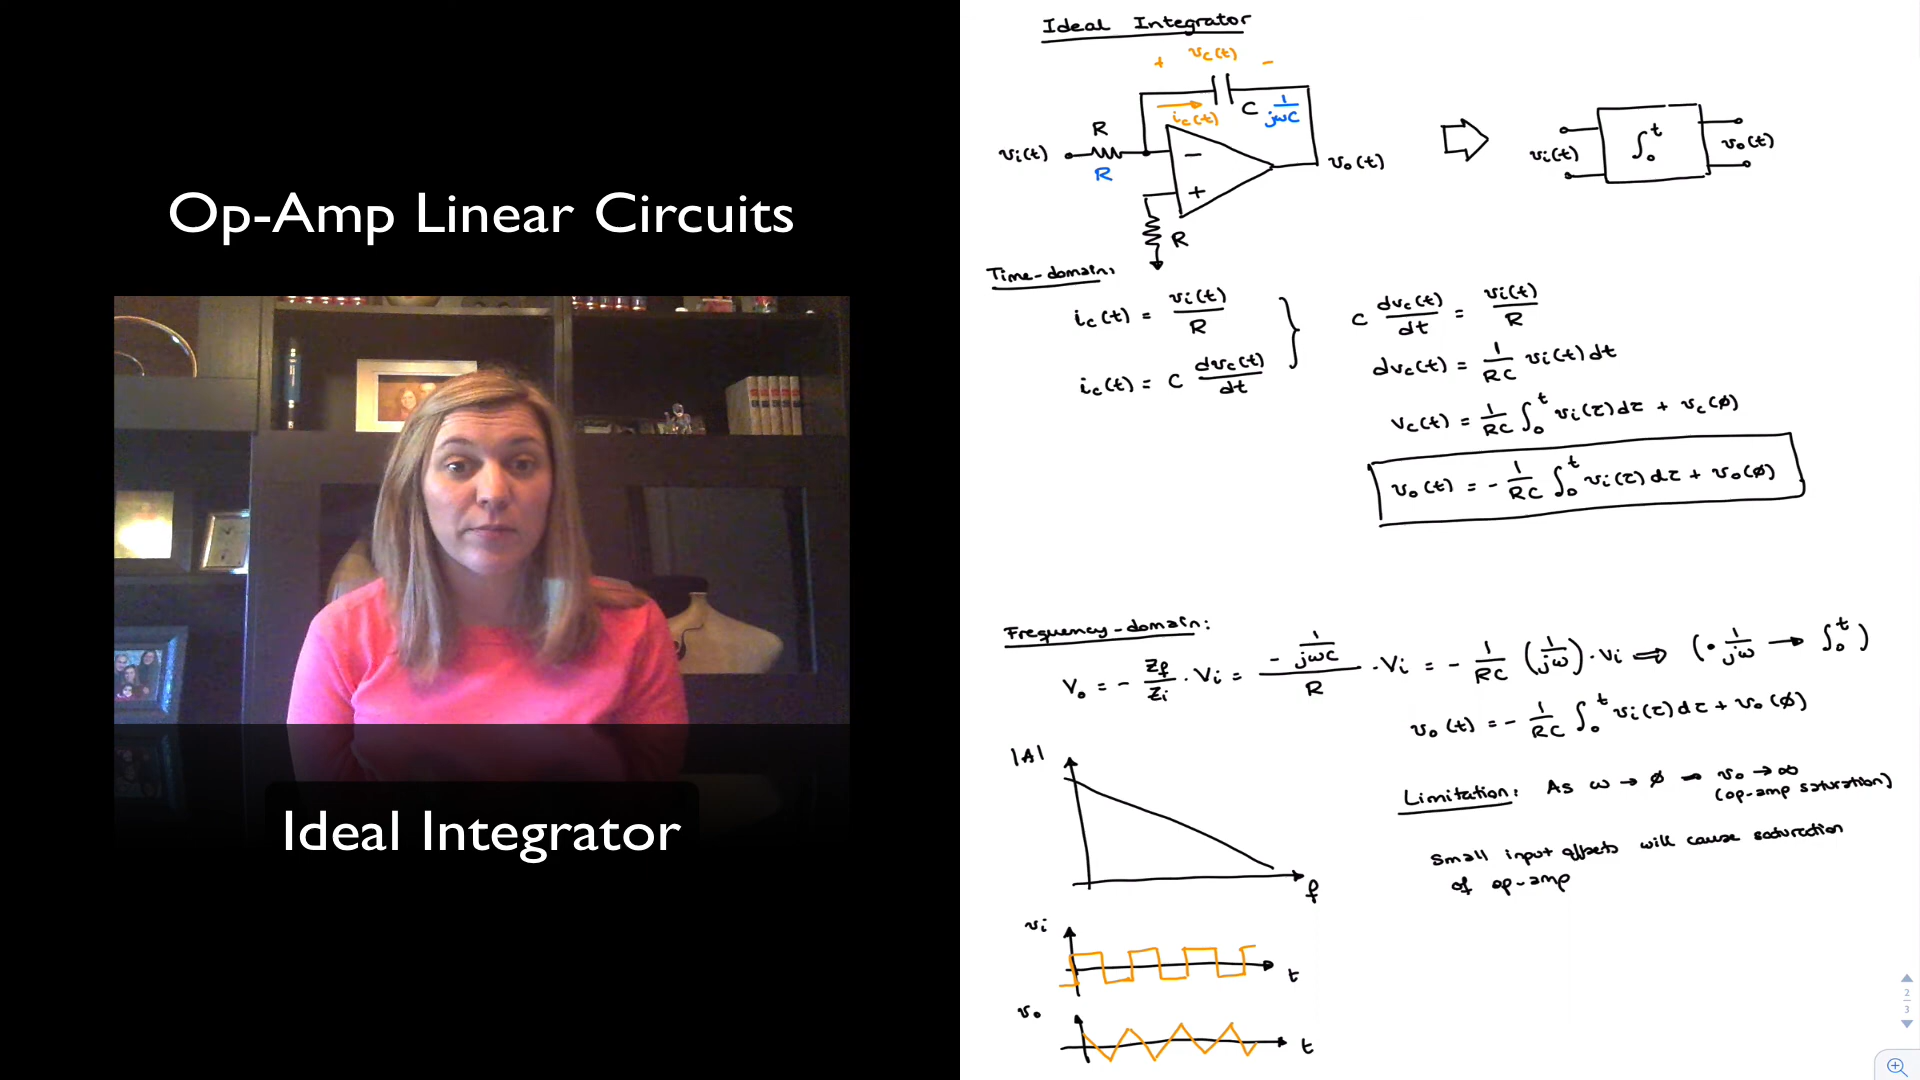 Op-Amp Linear Circuits
Ideal Integrator
Ideal Integrator
+ vc(t) -
ic(t)
C 1/jωC
R
vi(t)
R
-
+
vo(t)
R
vi(t) ∫₀ᵗ vo(t)
Time-domain:
ic(t) = vi(t)/R
ic(t) = C dvc(t)/dt
C dvc(t)/dt = vi(t)/R
dvc(t) = 1/RC vi(t)dt
vc(t) = 1/RC ∫₀ᵗ vi(τ)dτ + vc(ø)
vo(t) = - 1/RC ∫₀ᵗ vi(τ)dτ + vo(ø)
Frequency-domain:
Vo = - Zf/Zi · Vi = (- 1/jωC)/R · Vi = - 1/RC (1/jω) · Vi ⇒ (· 1/jω → ∫₀ᵗ)
vo(t) = - 1/RC ∫₀ᵗ vi(τ)dτ + vo(ø)
|A|
f
Limitation: As ω → ø → vo → ∞
(op-amp saturation)
Small input offsets will cause saturation
of op-amp
vi
t
vo
t
2
3